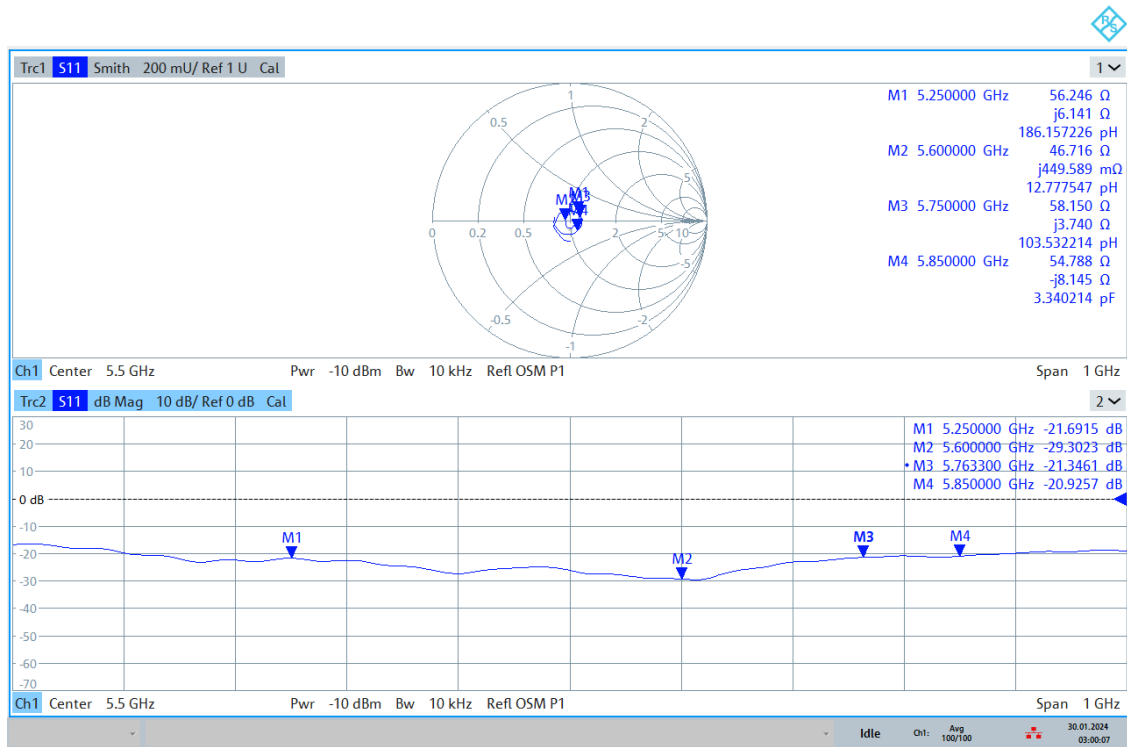 R S
Trc1 S11 Smith 200 mU/ Ref 1 U Cal 1
M1 5.250000 GHz 56.246 Ω
j6.141 Ω
186.157226 pH
M2 5.600000 GHz 46.716 Ω
j449.589 mΩ
12.777547 pH
M3 5.750000 GHz 58.150 Ω
j3.740 Ω
103.532214 pH
M4 5.850000 GHz 54.788 Ω
-j8.145 Ω
3.340214 pF
1
0.5 2
5
M2 M1 M3
M4
0 0.2 0.5 2 5 10
-5
-0.5 -2
-1
Ch1 Center 5.5 GHz Pwr -10 dBm Bw 10 kHz Refl OSM P1 Span 1 GHz
Trc2 S11 dB Mag 10 dB/ Ref 0 dB Cal 2
M1 5.250000 GHz -21.6915 dB
M2 5.600000 GHz -29.3023 dB
•M3 5.763300 GHz -21.3461 dB
M4 5.850000 GHz -20.9257 dB
30
20
10
0 dB
-10
M1 M3 M4
-20
M2
-30
-40
-50
-60
-70
Ch1 Center 5.5 GHz Pwr -10 dBm Bw 10 kHz Refl OSM P1 Span 1 GHz
Idle Ch1: Avg 100/100 30.01.2024
03:00:07